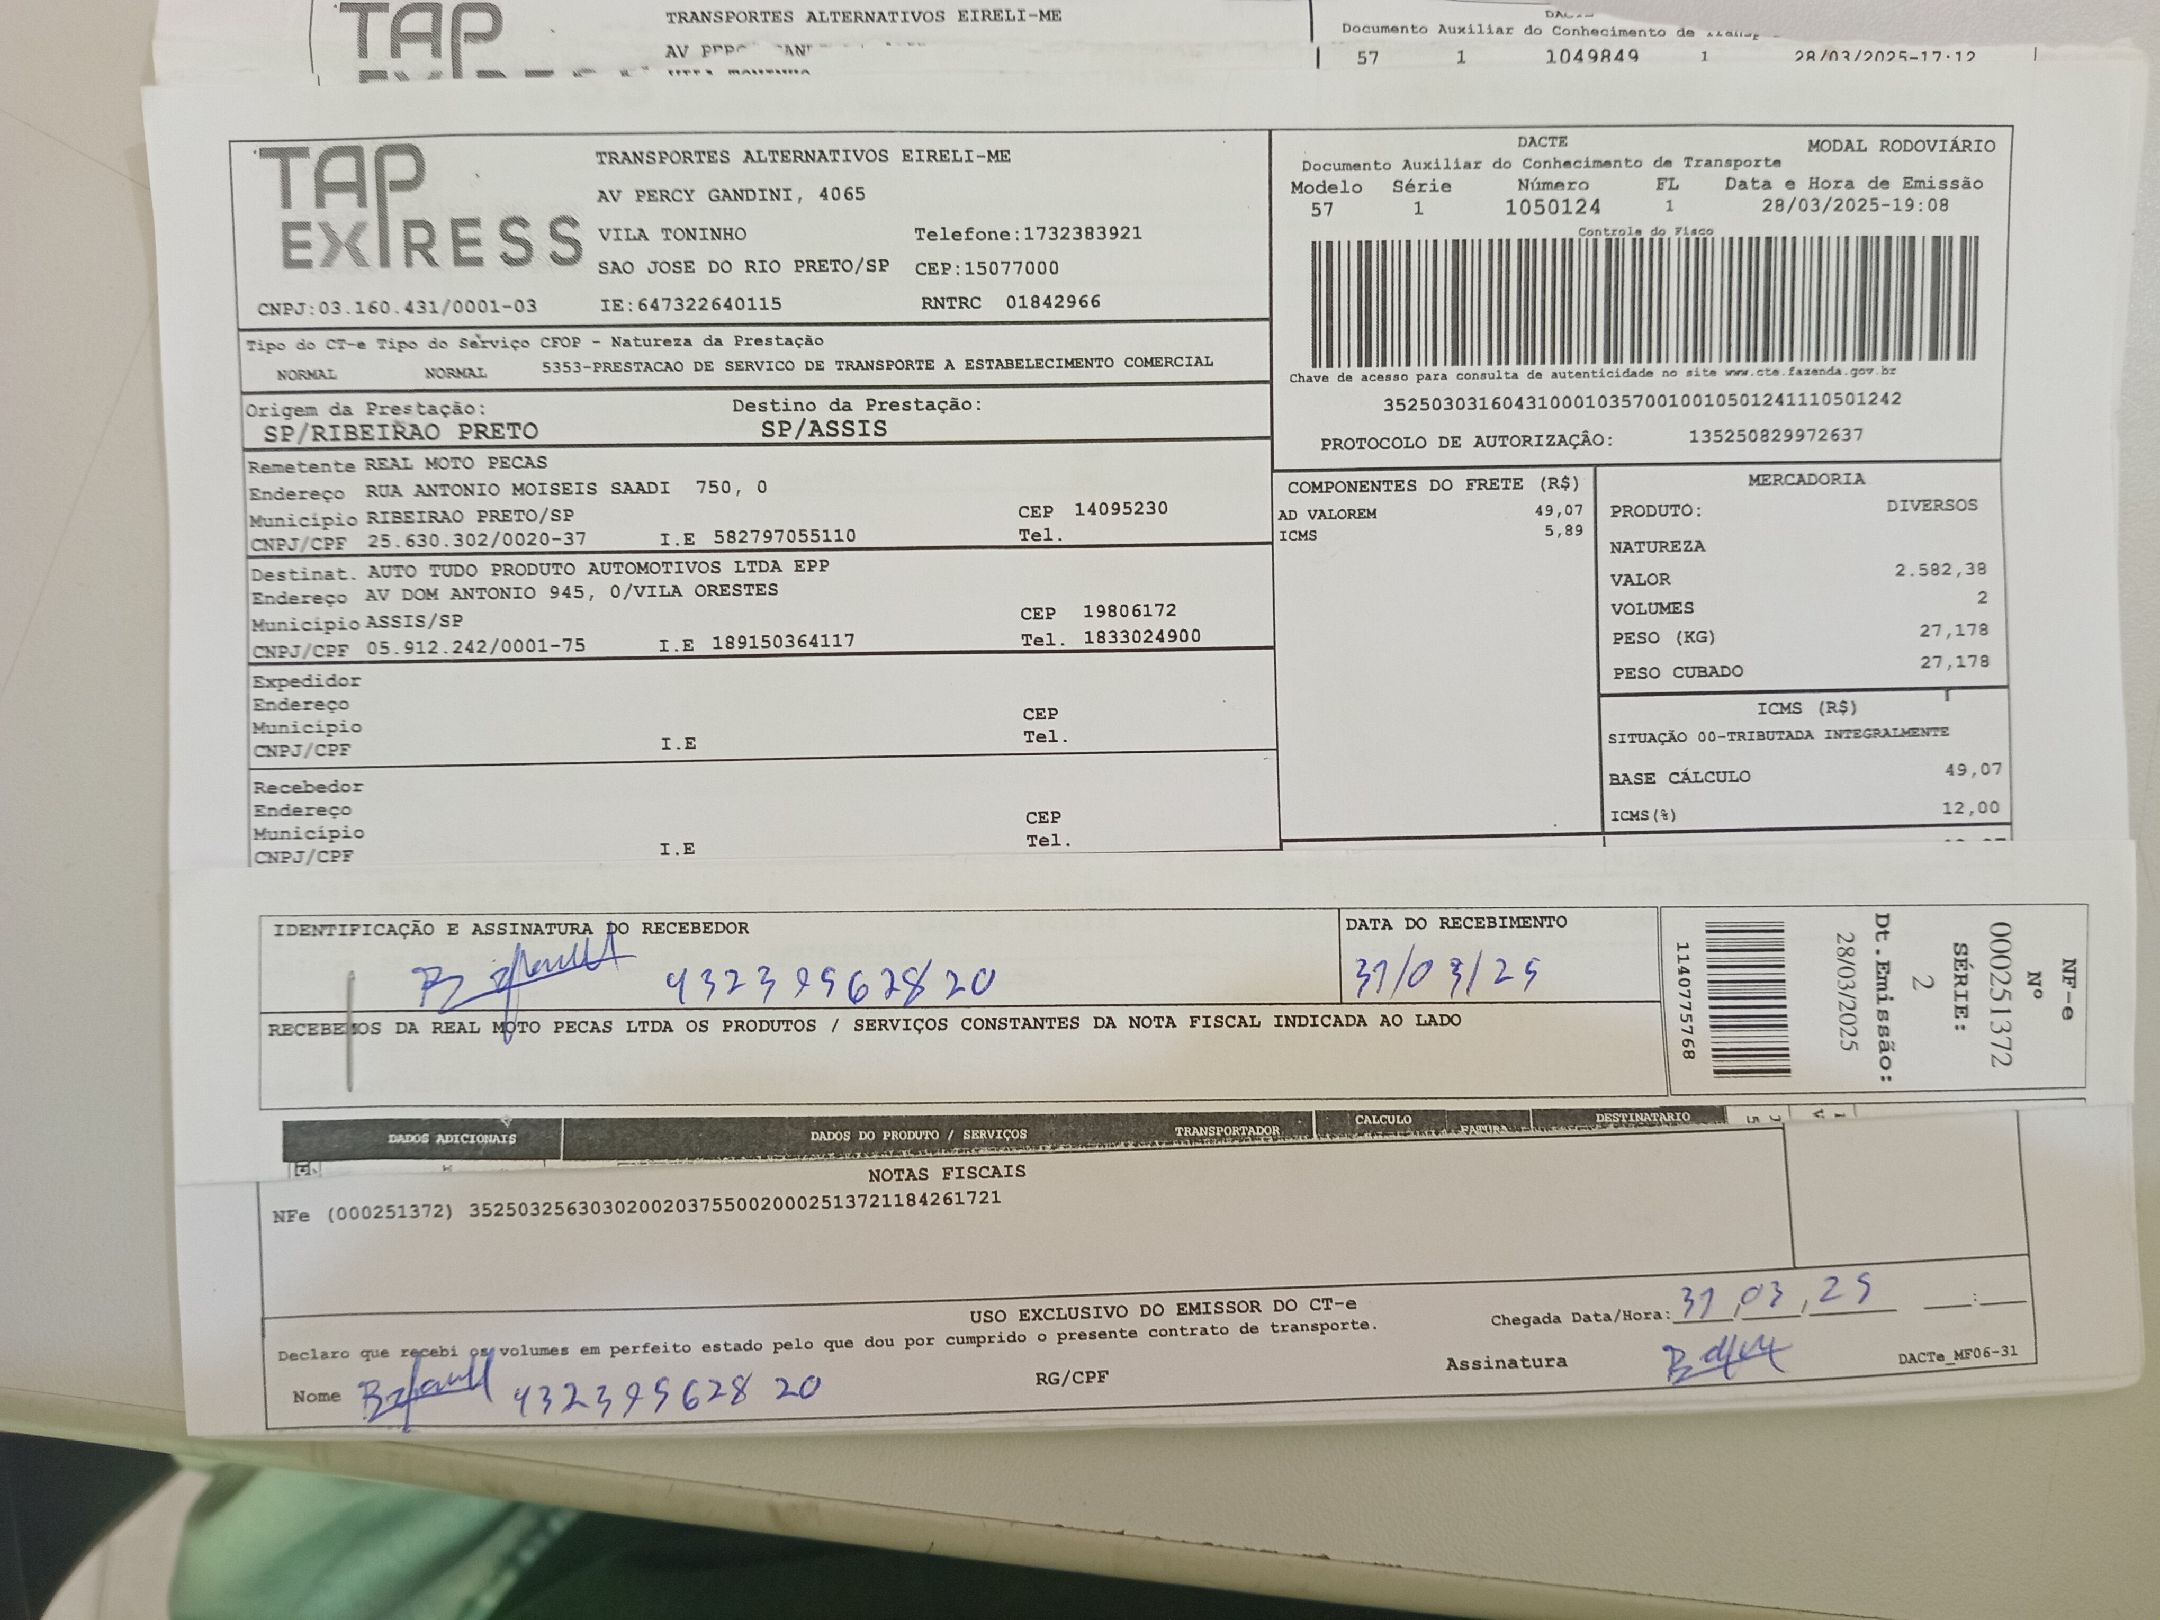 TAP
TRANSPORTES ALTERNATIVOS EIRELI-ME
AV
Documento Auxiliar do Conhecimento de
57 1 1049849 1 28/03/2025-17:12
TAP EXPRESS
TRANSPORTES ALTERNATIVOS EIRELI-ME
AV PERCY GANDINI, 4065
VILA TONINHO Telefone:1732383921
SAO JOSE DO RIO PRETO/SP CEP:15077000
CNPJ:03.160.431/0001-03 IE:647322640115 RNTRC 01842966
DACTE MODAL RODOVIÁRIO
Documento Auxiliar do Conhecimento de Transporte
Modelo Série Número FL Data e Hora de Emissão
57 1 1050124 1 28/03/2025-19:08
Controle do Fisco
Chave de acesso para consulta de autenticidade no site www.cte.fazenda.gov.br
35250303160431000103570010010501241110501242
PROTOCOLO DE AUTORIZAÇÃO: 135250829972637
Tipo do CT-e Tipo do Serviço CFOP - Natureza da Prestação
NORMAL NORMAL 5353-PRESTACAO DE SERVICO DE TRANSPORTE A ESTABELECIMENTO COMERCIAL
Origem da Prestação: Destino da Prestação:
SP/RIBEIRAO PRETO SP/ASSIS
Remetente REAL MOTO PECAS
Endereço RUA ANTONIO MOISEIS SAADI 750, 0
Município RIBEIRAO PRETO/SP CEP 14095230
CNPJ/CPF 25.630.302/0020-37 I.E 582797055110 Tel.
Destinat. AUTO TUDO PRODUTO AUTOMOTIVOS LTDA EPP
Endereço AV DOM ANTONIO 945, 0/VILA ORESTES
Município ASSIS/SP CEP 19806172
CNPJ/CPF 05.912.242/0001-75 I.E 189150364117 Tel. 1833024900
Expedidor
Endereço
Município CEP
CNPJ/CPF I.E Tel.
Recebedor
Endereço
Município CEP
CNPJ/CPF I.E Tel.
COMPONENTES DO FRETE (R$)
AD VALOREM 49,07
ICMS 5,89
MERCADORIA
PRODUTO: DIVERSOS
NATUREZA
VALOR 2.582,38
VOLUMES 2
PESO (KG) 27,178
PESO CUBADO 27,178
ICMS (R$)
SITUAÇÃO 00-TRIBUTADA INTEGRALMENTE
BASE CÁLCULO 49,07
ICMS(%) 12,00
IDENTIFICAÇÃO E ASSINATURA DO RECEBEDOR
43239562820
DATA DO RECEBIMENTO
31/03/25
RECEBEMOS DA REAL MOTO PECAS LTDA OS PRODUTOS / SERVIÇOS CONSTANTES DA NOTA FISCAL INDICADA AO LADO
NF-e
Nº
000251372
SÉRIE:
2
Dt.Emissão:
28/03/2025
1140775768
DADOS ADICIONAIS DADOS DO PRODUTO / SERVIÇOS TRANSPORTADOR CALCULO FATURA DESTINATARIO
NOTAS FISCAIS
NFe (000251372) 35250325630302002037550020002513721184261721
USO EXCLUSIVO DO EMISSOR DO CT-e
Declaro que recebi os volumes em perfeito estado pelo que dou por cumprido o presente contrato de transporte.
Chegada Data/Hora: 31/03/25 :
Nome 43239562820 RG/CPF Assinatura DACTe_MF06-31